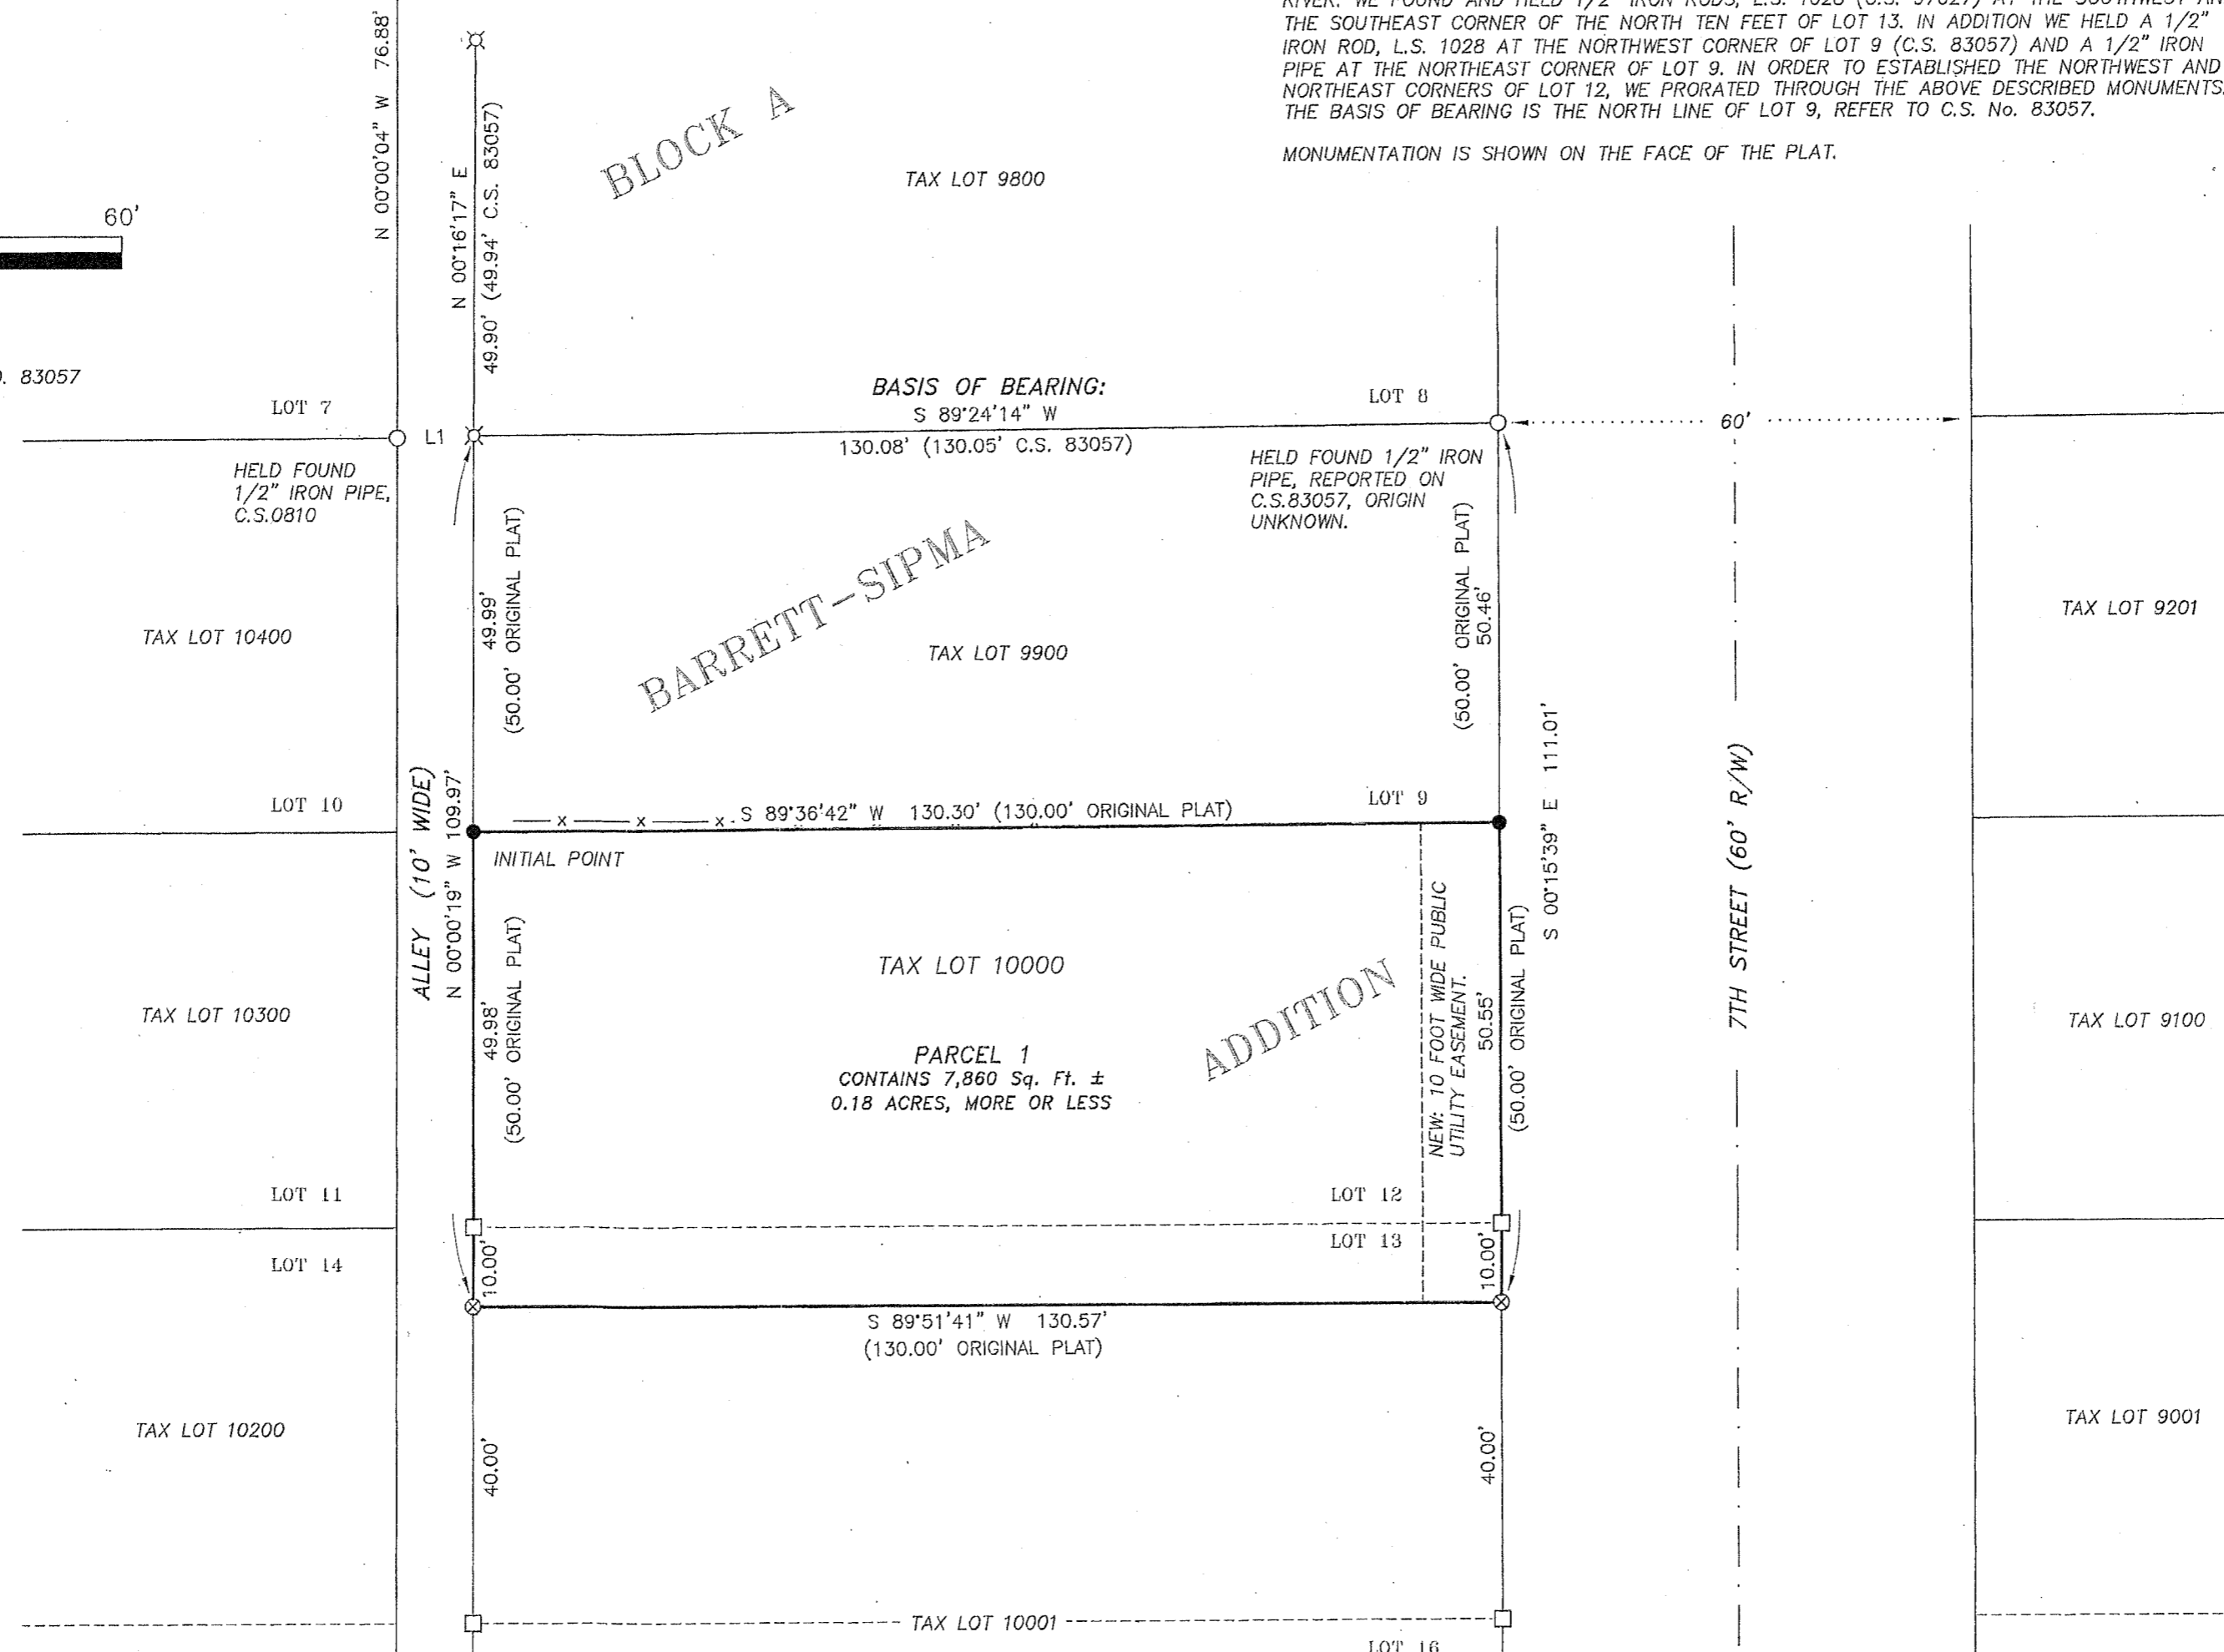 THE SOUTHEAST CORNER OF THE NORTH TEN FEET OF LOT 13. IN ADDITION WE HELD A 1/2"
IRON ROD, L.S. 1028 AT THE NORTHWEST CORNER OF LOT 9 (C.S. 83057) AND A 1/2" IRON
PIPE AT THE NORTHEAST CORNER OF LOT 9. IN ORDER TO ESTABLISHED THE NORTHWEST AND
NORTHEAST CORNERS OF LOT 12, WE PRORATED THROUGH THE ABOVE DESCRIBED MONUMENTS.
THE BASIS OF BEARING IS THE NORTH LINE OF LOT 9, REFER TO C.S. No. 83057.
MONUMENTATION IS SHOWN ON THE FACE OF THE PLAT.
N 00°00'04" W 76.88'
N 00°16'17" E
49.90' (49.94' C.S. 83057)
BLOCK A
TAX LOT 9800
60'
83057
LOT 7
L1
BASIS OF BEARING:
S 89°24'14" W
130.08' (130.05' C.S. 83057)
LOT 8
60'
HELD FOUND
1/2" IRON PIPE,
C.S.0810
HELD FOUND 1/2" IRON
PIPE, REPORTED ON
C.S.83057, ORIGIN
UNKNOWN.
49.99'
(50.00' ORIGINAL PLAT)
(50.00' ORIGINAL PLAT)
50.46'
BARRETT-SIPMA
TAX LOT 10400
TAX LOT 9900
TAX LOT 9201
LOT 10
LOT 9
x x x S 89°36'42" W 130.30' (130.00' ORIGINAL PLAT)
INITIAL POINT
ALLEY (10' WIDE)
N 00°00'19" W 109.97'
S 00°15'39" E 111.01'
7TH STREET (60' R/W)
49.98'
(50.00' ORIGINAL PLAT)
TAX LOT 10000
ADDITION
NEW: 10 FOOT WIDE PUBLIC
UTILITY EASEMENT.
50.55'
(50.00' ORIGINAL PLAT)
TAX LOT 10300
TAX LOT 9100
PARCEL 1
CONTAINS 7,860 Sq. Ft. ±
0.18 ACRES, MORE OR LESS
LOT 11
LOT 12
LOT 14
LOT 13
10.00'
10.00'
S 89°51'41" W 130.57'
(130.00' ORIGINAL PLAT)
TAX LOT 10200
TAX LOT 9001
40.00'
40.00'
TAX LOT 10001
LOT 16